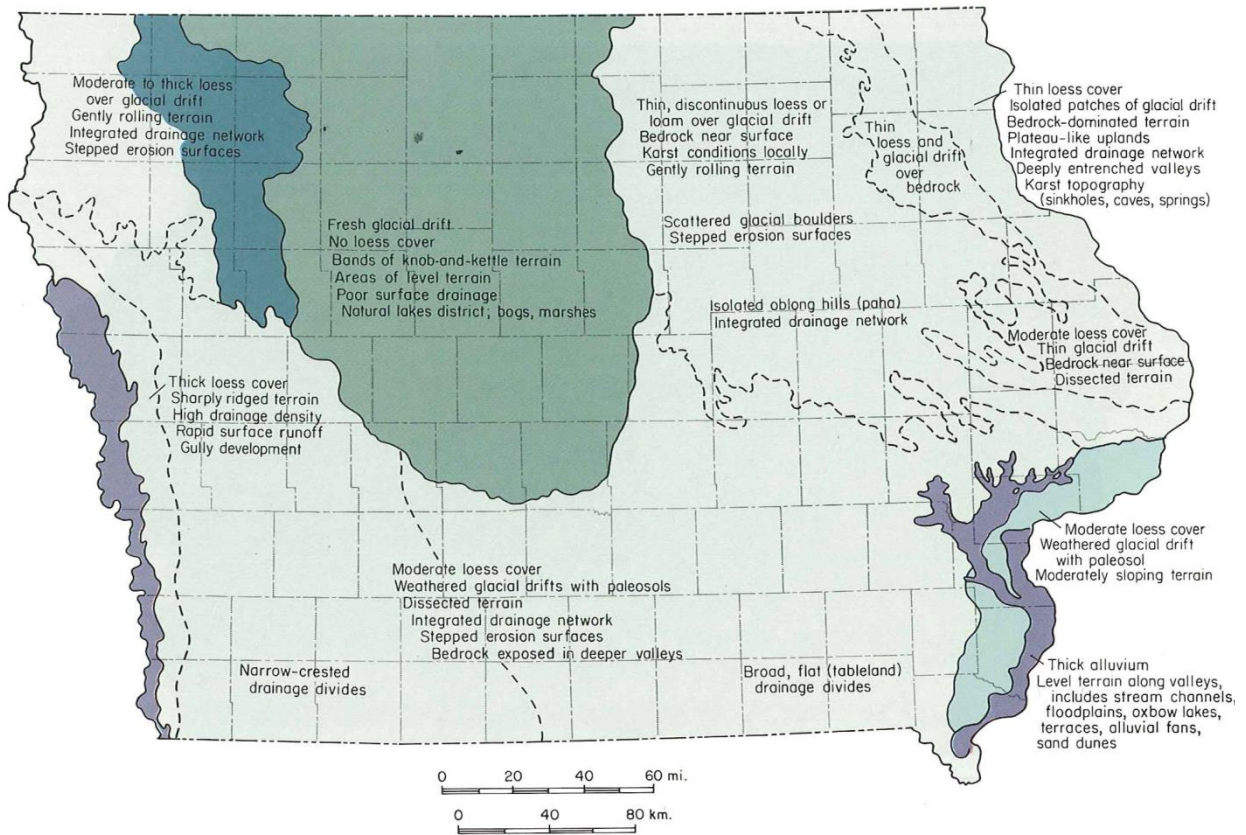 Moderate to thick loess
over glacial drift
Gently rolling terrain
Integrated drainage network
Stepped erosion surfaces
Fresh glacial drift
No loess cover
Bands of knob-and-kettle terrain
Areas of level terrain
Poor surface drainage
Natural lakes district; bogs, marshes
Thin, discontinuous loess or
loam over glacial drift
Bedrock near surface
Karst conditions locally
Gently rolling terrain
Scattered glacial boulders
Stepped erosion surfaces
Isolated oblong hills (paha)
Integrated drainage network
Thin
loess and
glacial drift
over
bedrock
Thin loess cover
Isolated patches of glacial drift
Bedrock-dominated terrain
Plateau-like uplands
Integrated drainage network
Deeply entrenched valleys
Karst topography
(sinkholes, caves, springs)
Moderate loess cover
Thin glacial drift
Bedrock near surface
Dissected terrain
Thick loess cover
Sharply ridged terrain
High drainage density
Rapid surface runoff
Gully development
Moderate loess cover
Weathered glacial drift
with paleosol
Moderately sloping terrain
Moderate loess cover
Weathered glacial drifts with paleosols
Dissected terrain
Integrated drainage network
Stepped erosion surfaces
Bedrock exposed in deeper valleys
Narrow-crested
drainage divides
Broad, flat (tableland)
drainage divides
Thick alluvium
Level terrain along valleys,
includes stream channels,
floodplains, oxbow lakes,
terraces, alluvial fans,
sand dunes
0 20 40 60 mi.
0 40 80 km.